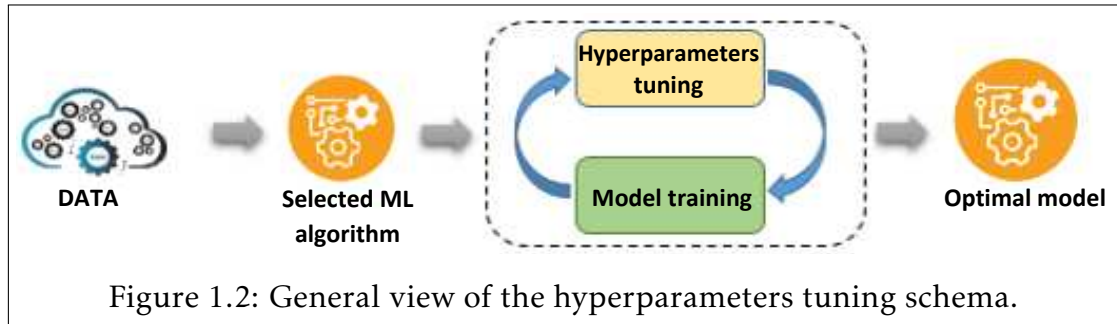 Hyperparameters
tuning
Model training
DATA
Selected ML
algorithm
Optimal model
Figure 1.2: General view of the hyperparameters tuning schema.